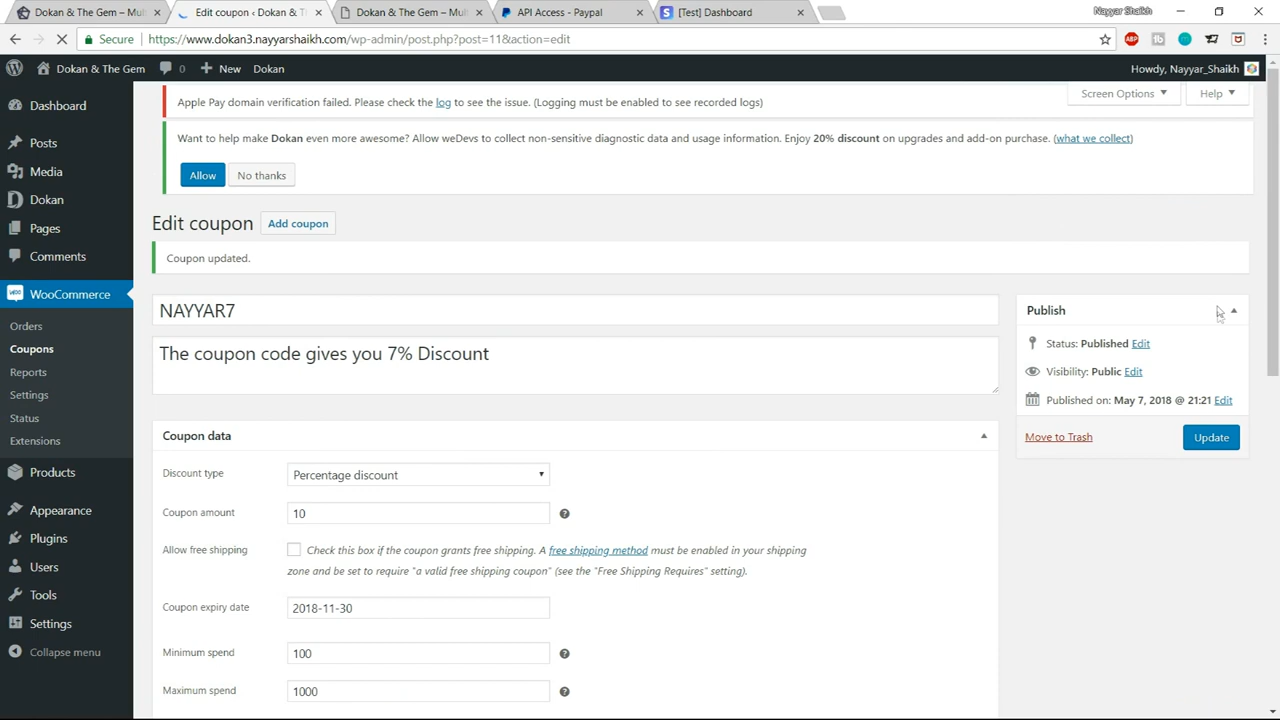 Dokan & The Gem – Mult
Edit coupon ‹ Dokan & Th
Dokan & The Gem – Mult
API Access - Paypal
[Test] Dashboard
Nayyar Shaikh
Secure
https://www.dokan3.nayyarshaikh.com/wp-admin/post.php?post=11&action=edit
Dokan & The Gem
0
New
Dokan
Howdy, Nayyar_Shaikh
Dashboard
Posts
Media
Dokan
Pages
Comments
WooCommerce
Orders
Coupons
Reports
Settings
Status
Extensions
Products
Appearance
Plugins
Users
Tools
Settings
Collapse menu
Apple Pay domain verification failed. Please check the log to see the issue. (Logging must be enabled to see recorded logs)
Screen Options
Help
Want to help make Dokan even more awesome? Allow weDevs to collect non-sensitive diagnostic data and usage information. Enjoy 20% discount on upgrades and add-on purchase. (what we collect)
Allow
No thanks
Edit coupon
Add coupon
Coupon updated.
NAYYAR7
The coupon code gives you 7% Discount
Coupon data
Discount type
Percentage discount
Coupon amount
10
Allow free shipping
Check this box if the coupon grants free shipping. A free shipping method must be enabled in your shipping
zone and be set to require "a valid free shipping coupon" (see the "Free Shipping Requires" setting).
Coupon expiry date
2018-11-30
Minimum spend
100
Maximum spend
1000
Publish
Status: Published Edit
Visibility: Public Edit
Published on: May 7, 2018 @ 21:21 Edit
Move to Trash
Update